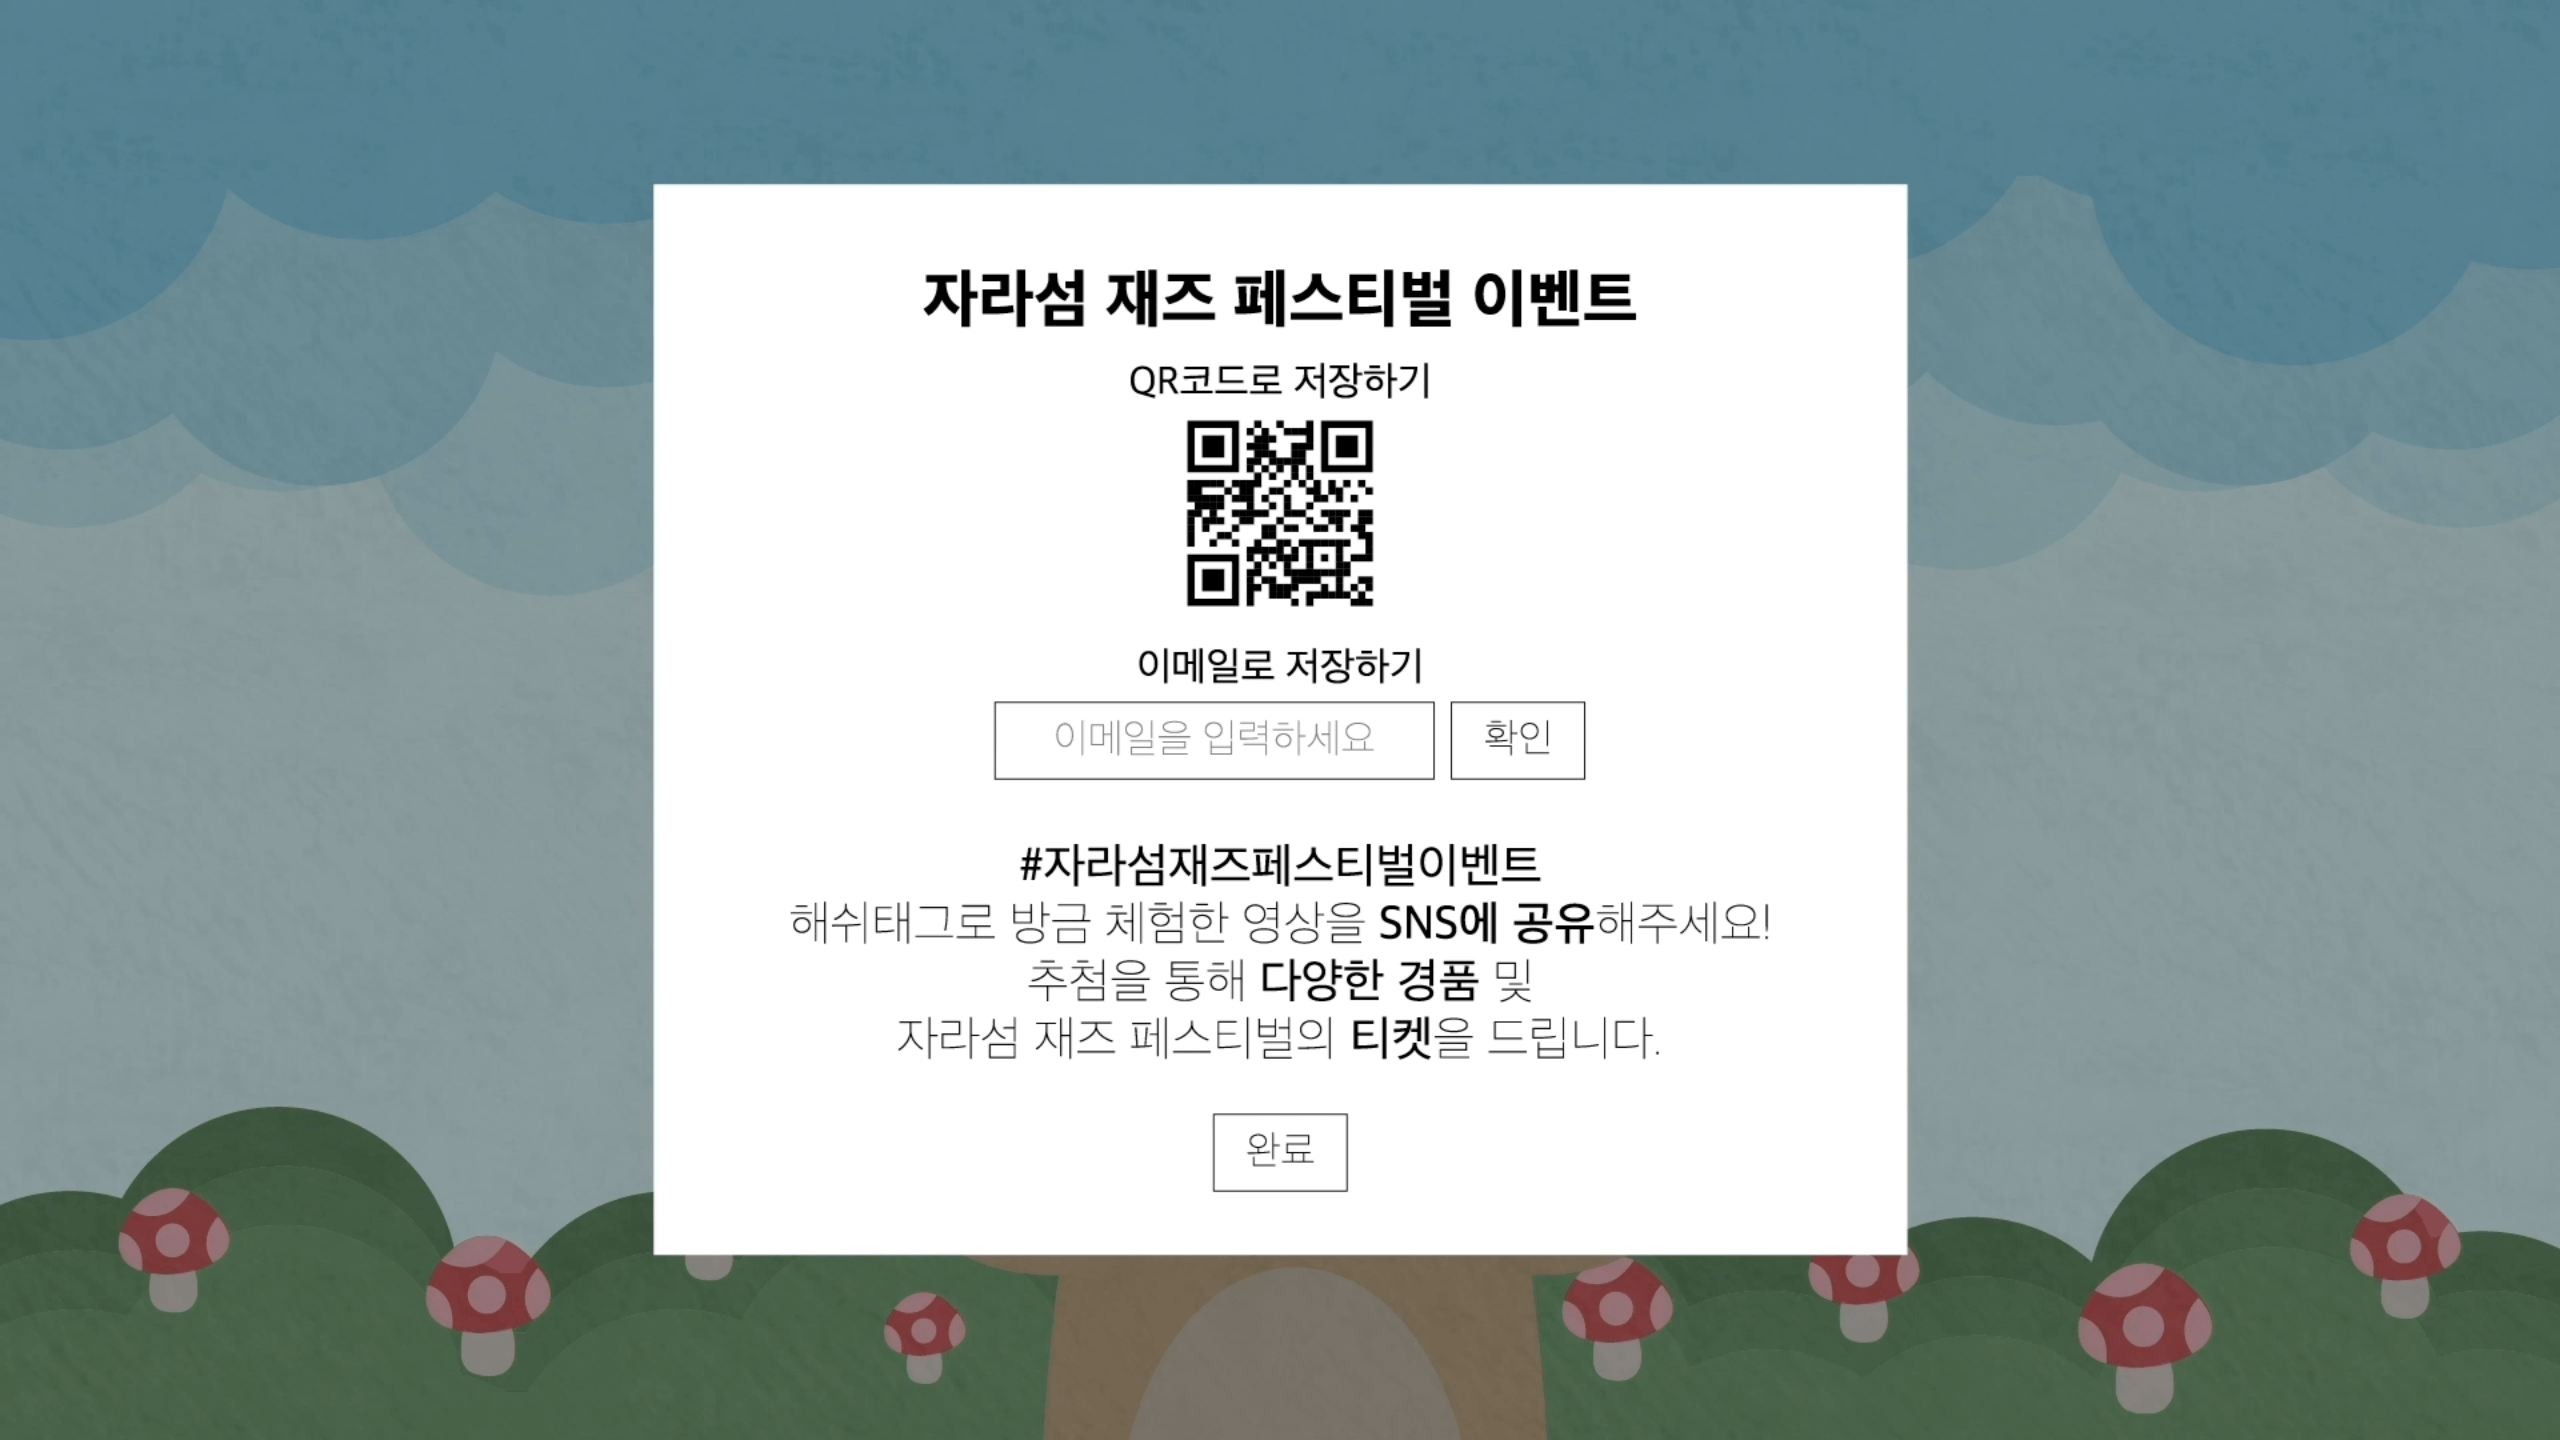 자라섬 재즈 페스티벌 이벤트
QR코드로 저장하기
이메일로 저장하기
이메일을 입력하세요 확인
#자라섬재즈페스티벌이벤트
해쉬태그로 방금 체험한 영상을 SNS에 공유해주세요!
추첨을 통해 다양한 경품 및
자라섬 재즈 페스티벌의 티켓을 드립니다.
완료